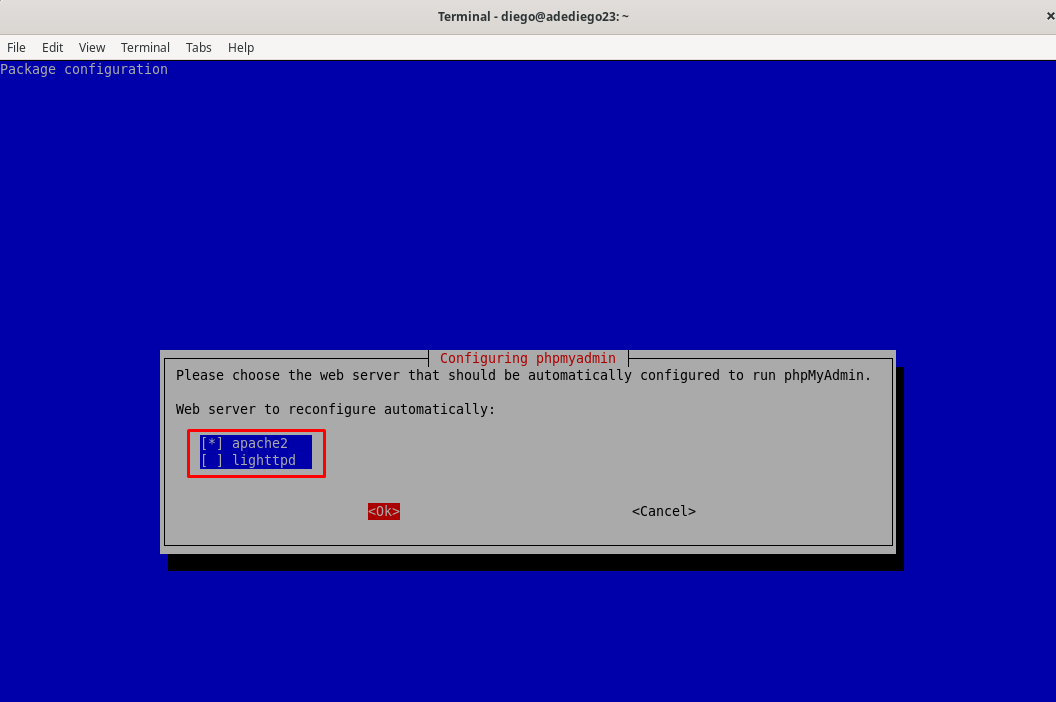 Terminal - diego@adediego23: ~
File Edit View Terminal Tabs Help
Package configuration
Configuring phpmyadmin
Please choose the web server that should be automatically configured to run phpMyAdmin.
Web server to reconfigure automatically:
[*] apache2
[ ] lighttpd
<Ok> <Cancel>